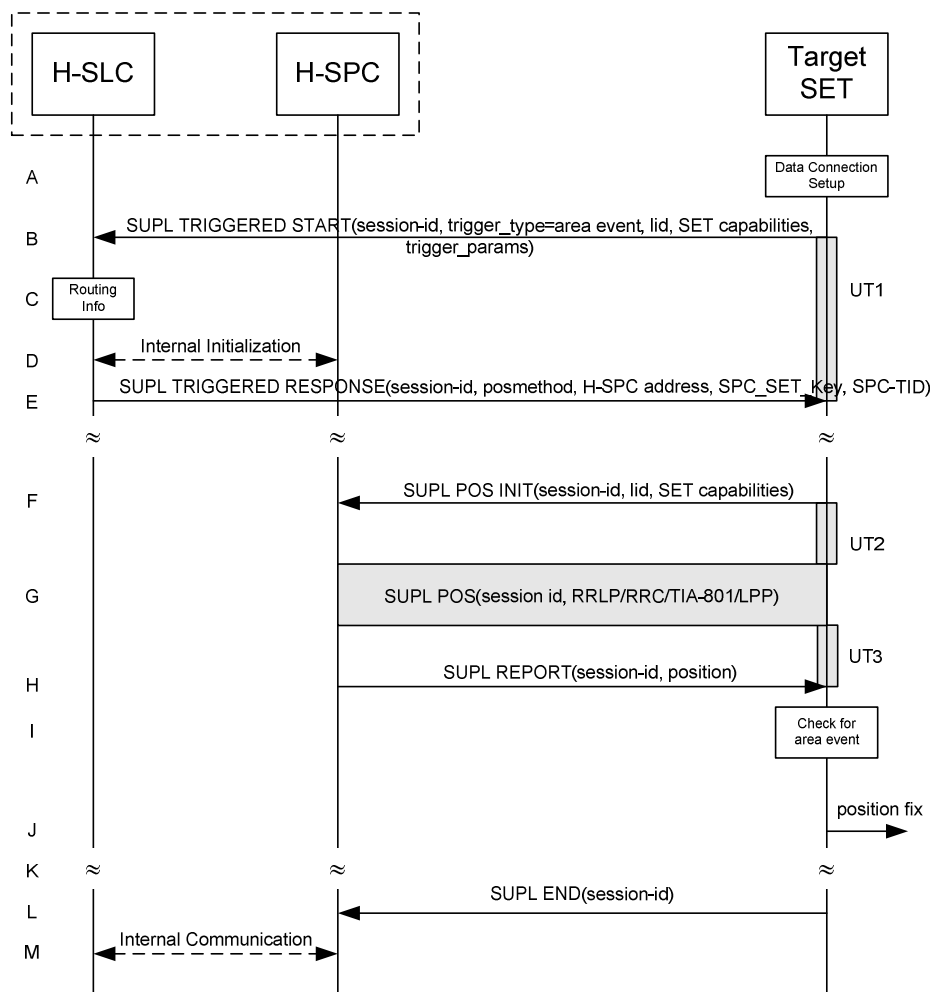 H-SLC
H-SPC
Target
SET
A
Data Connection
Setup
B
SUPL TRIGGERED START(session-id, trigger_type=area event, lid, SET capabilities,
trigger_params)
C
Routing
Info
UT1
D
Internal Initialization
E
SUPL TRIGGERED RESPONSE(session-id, posmethod, H-SPC address, SPC_SET_Key, SPC-TID)
≈ ≈ ≈
F
SUPL POS INIT(session-id, lid, SET capabilities)
UT2
G
SUPL POS(session id, RRLP/RRC/TIA-801/LPP)
UT3
H
SUPL REPORT(session-id, position)
I
Check for
area event
position fix
J
K
≈ ≈ ≈
L
SUPL END(session-id)
M
Internal Communication